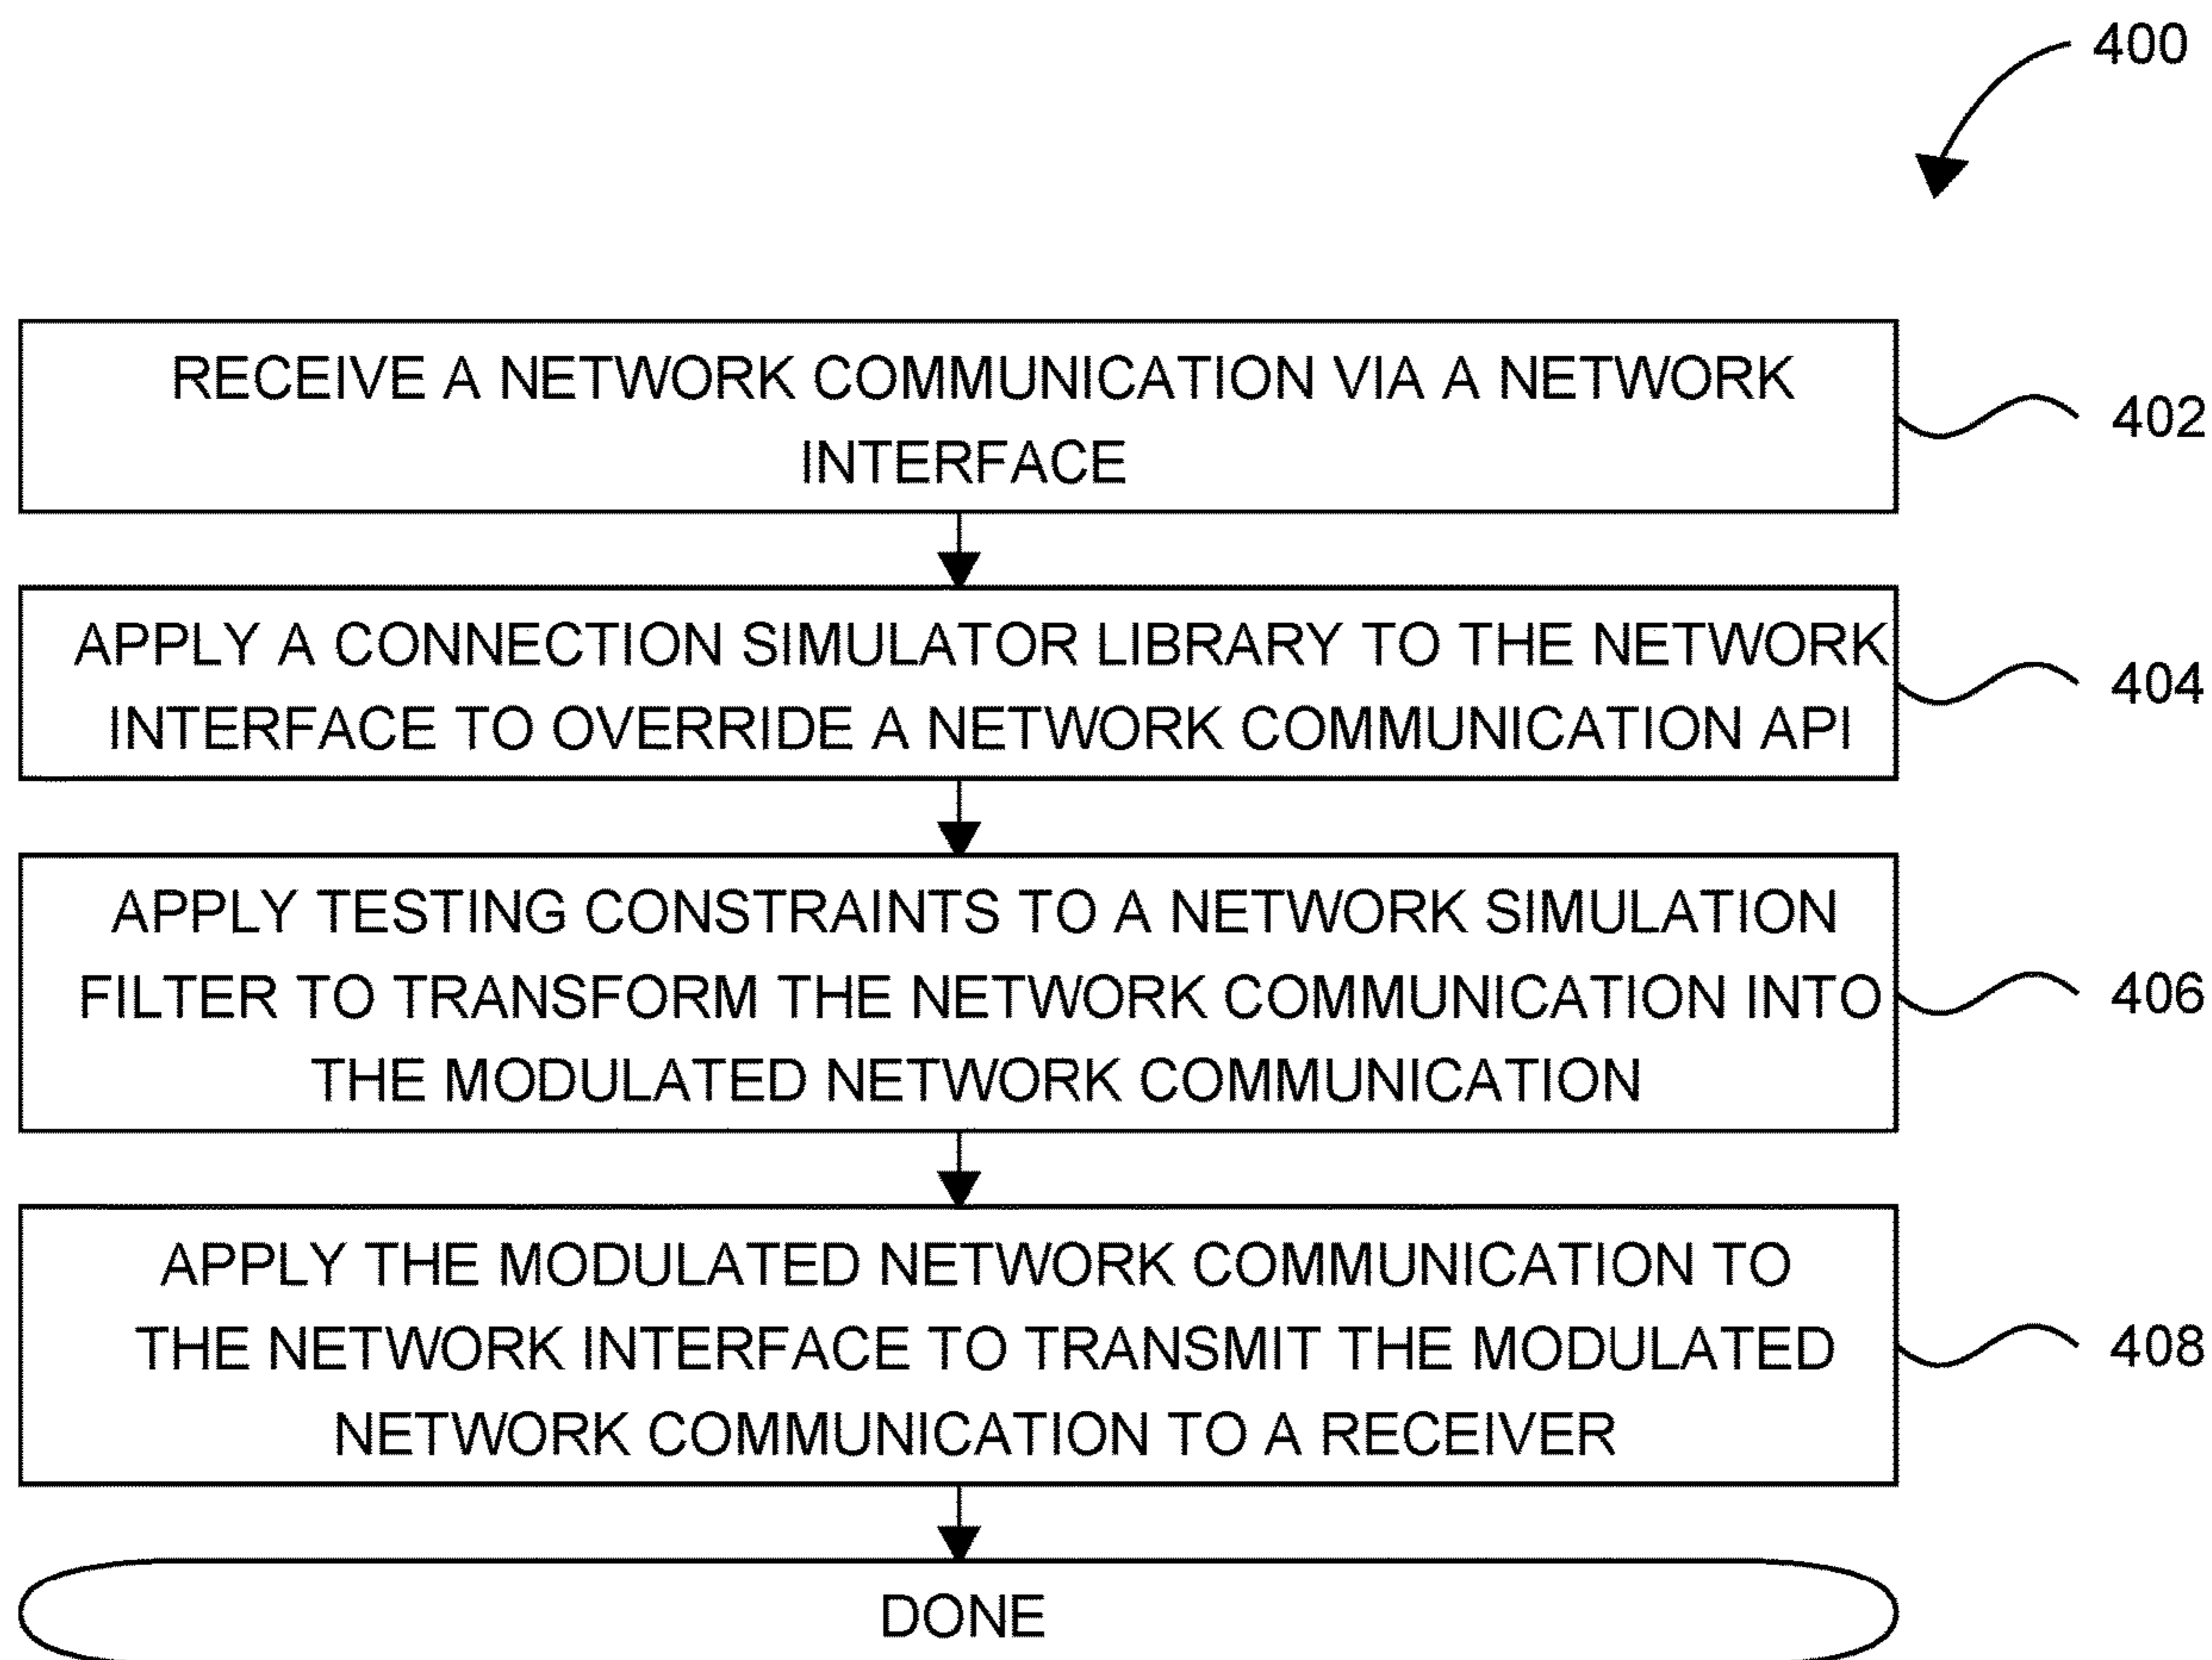 400
RECEIVE A NETWORK COMMUNICATION VIA A NETWORK
INTERFACE
402
APPLY A CONNECTION SIMULATOR LIBRARY TO THE NETWORK
INTERFACE TO OVERRIDE A NETWORK COMMUNICATION API
404
APPLY TESTING CONSTRAINTS TO A NETWORK SIMULATION
FILTER TO TRANSFORM THE NETWORK COMMUNICATION INTO
THE MODULATED NETWORK COMMUNICATION
406
APPLY THE MODULATED NETWORK COMMUNICATION TO
THE NETWORK INTERFACE TO TRANSMIT THE MODULATED
NETWORK COMMUNICATION TO A RECEIVER
408
DONE